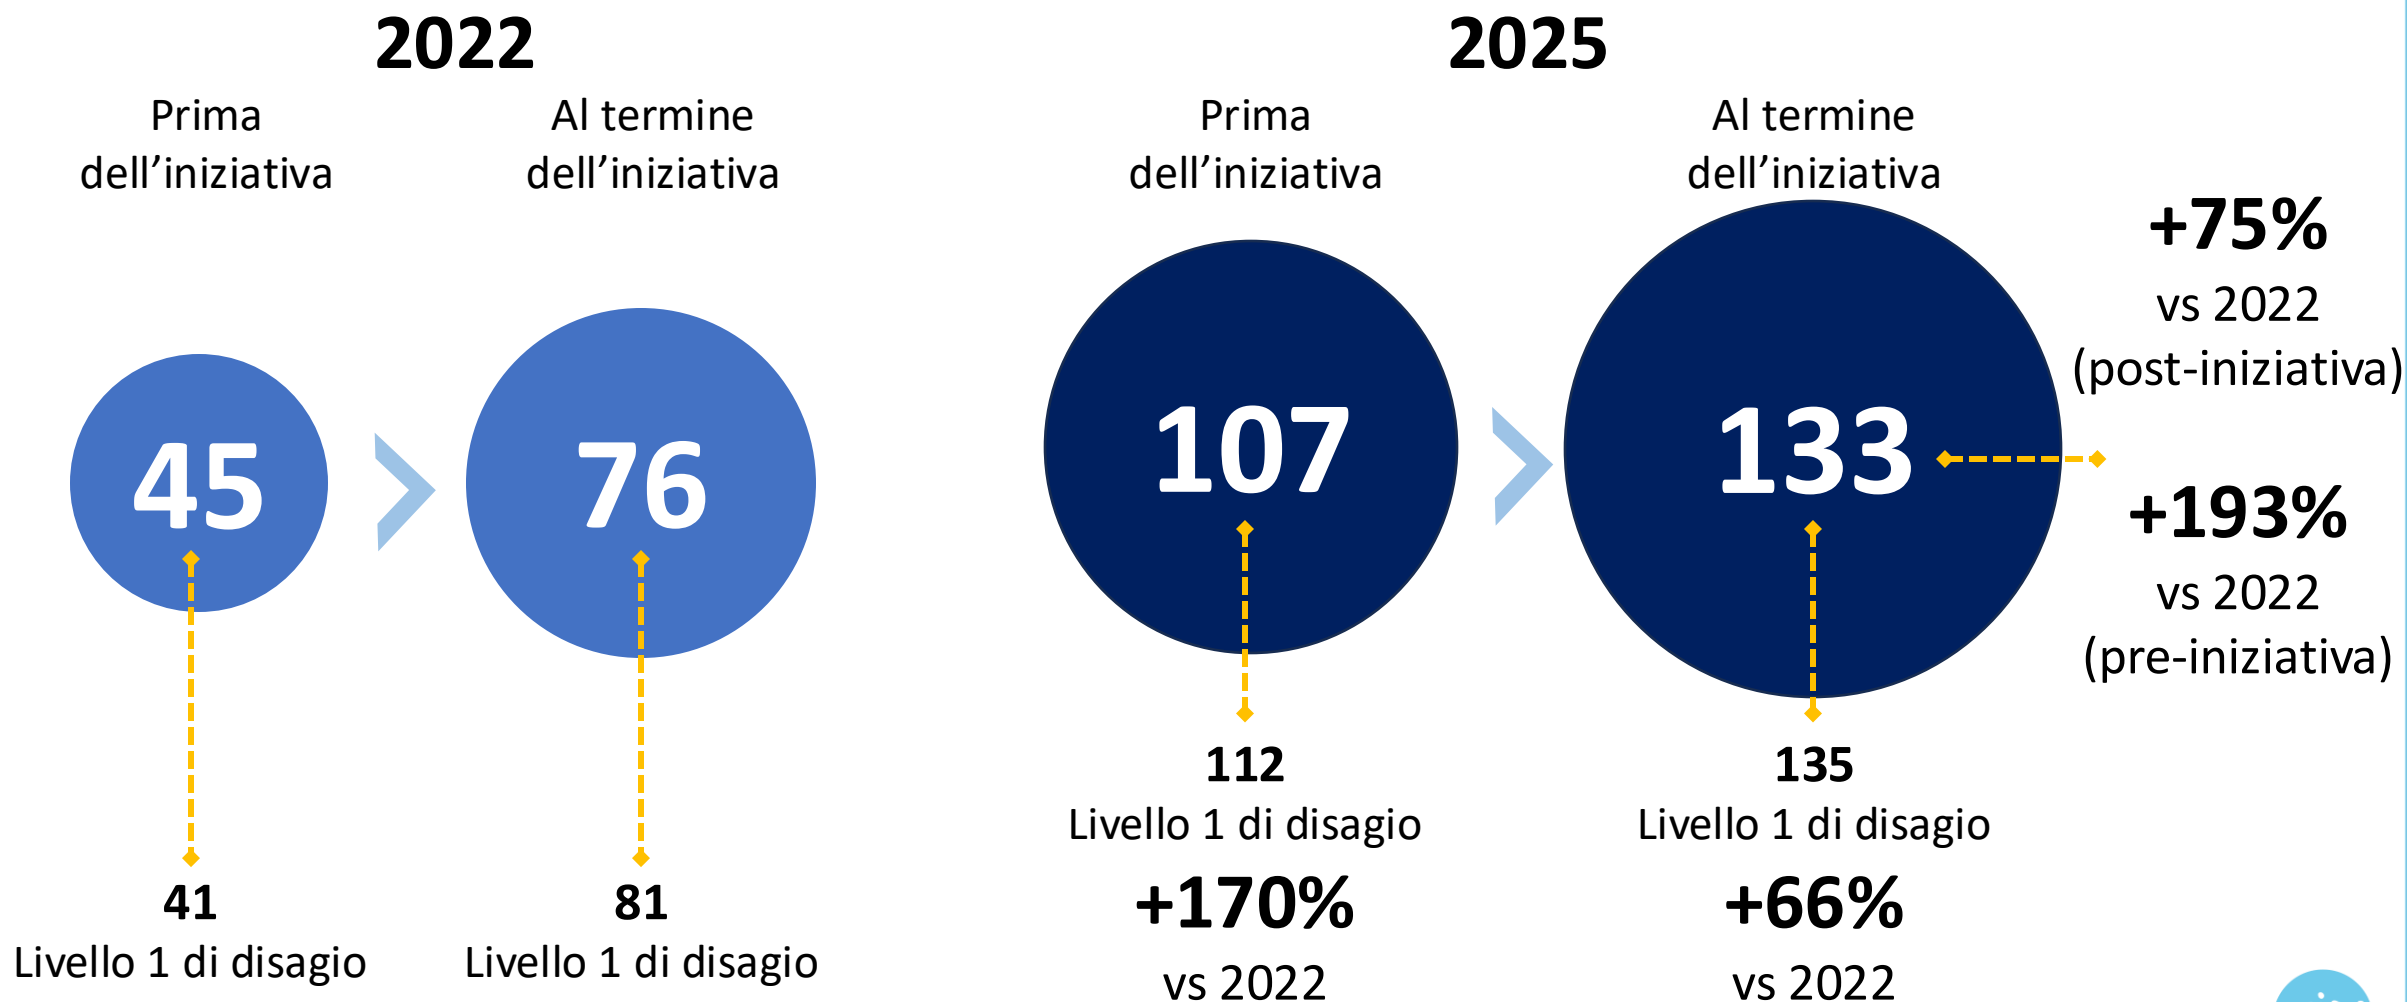 2022
Prima
dell’iniziativa
Al termine
dell’iniziativa
45
76
41
Livello 1 di disagio
81
Livello 1 di disagio
2025
Prima
dell’iniziativa
Al termine
dell’iniziativa
107
133
112
Livello 1 di disagio
+170%
vs 2022
135
Livello 1 di disagio
+66%
vs 2022
+75%
vs 2022
(post-iniziativa)
+193%
vs 2022
(pre-iniziativa)